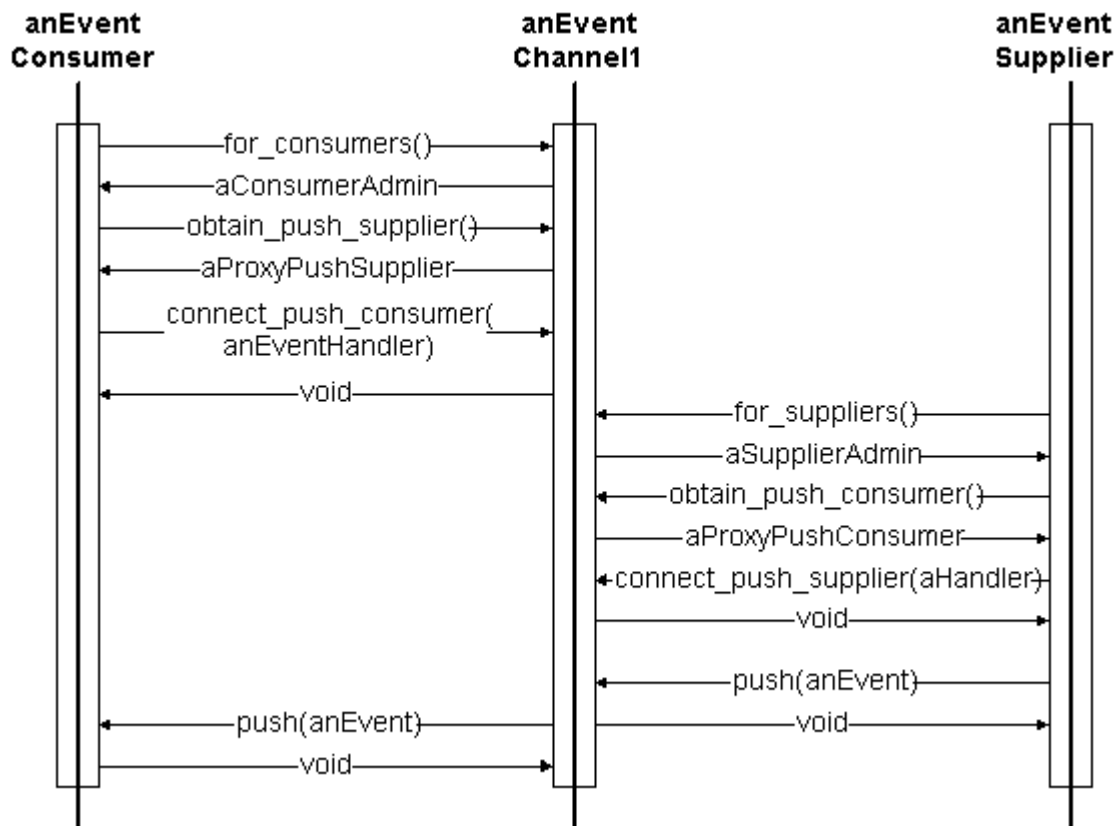 anEvent
Consumer
anEvent
Channel1
anEvent
Supplier
for_consumers()
aConsumerAdmin
obtain_push_supplier()
aProxyPushSupplier
connect_push_consumer(
anEventHandler)
void
for_suppliers()
aSupplierAdmin
obtain_push_consumer()
aProxyPushConsumer
connect_push_supplier(aHandler)
void
push(anEvent)
push(anEvent)
void
void